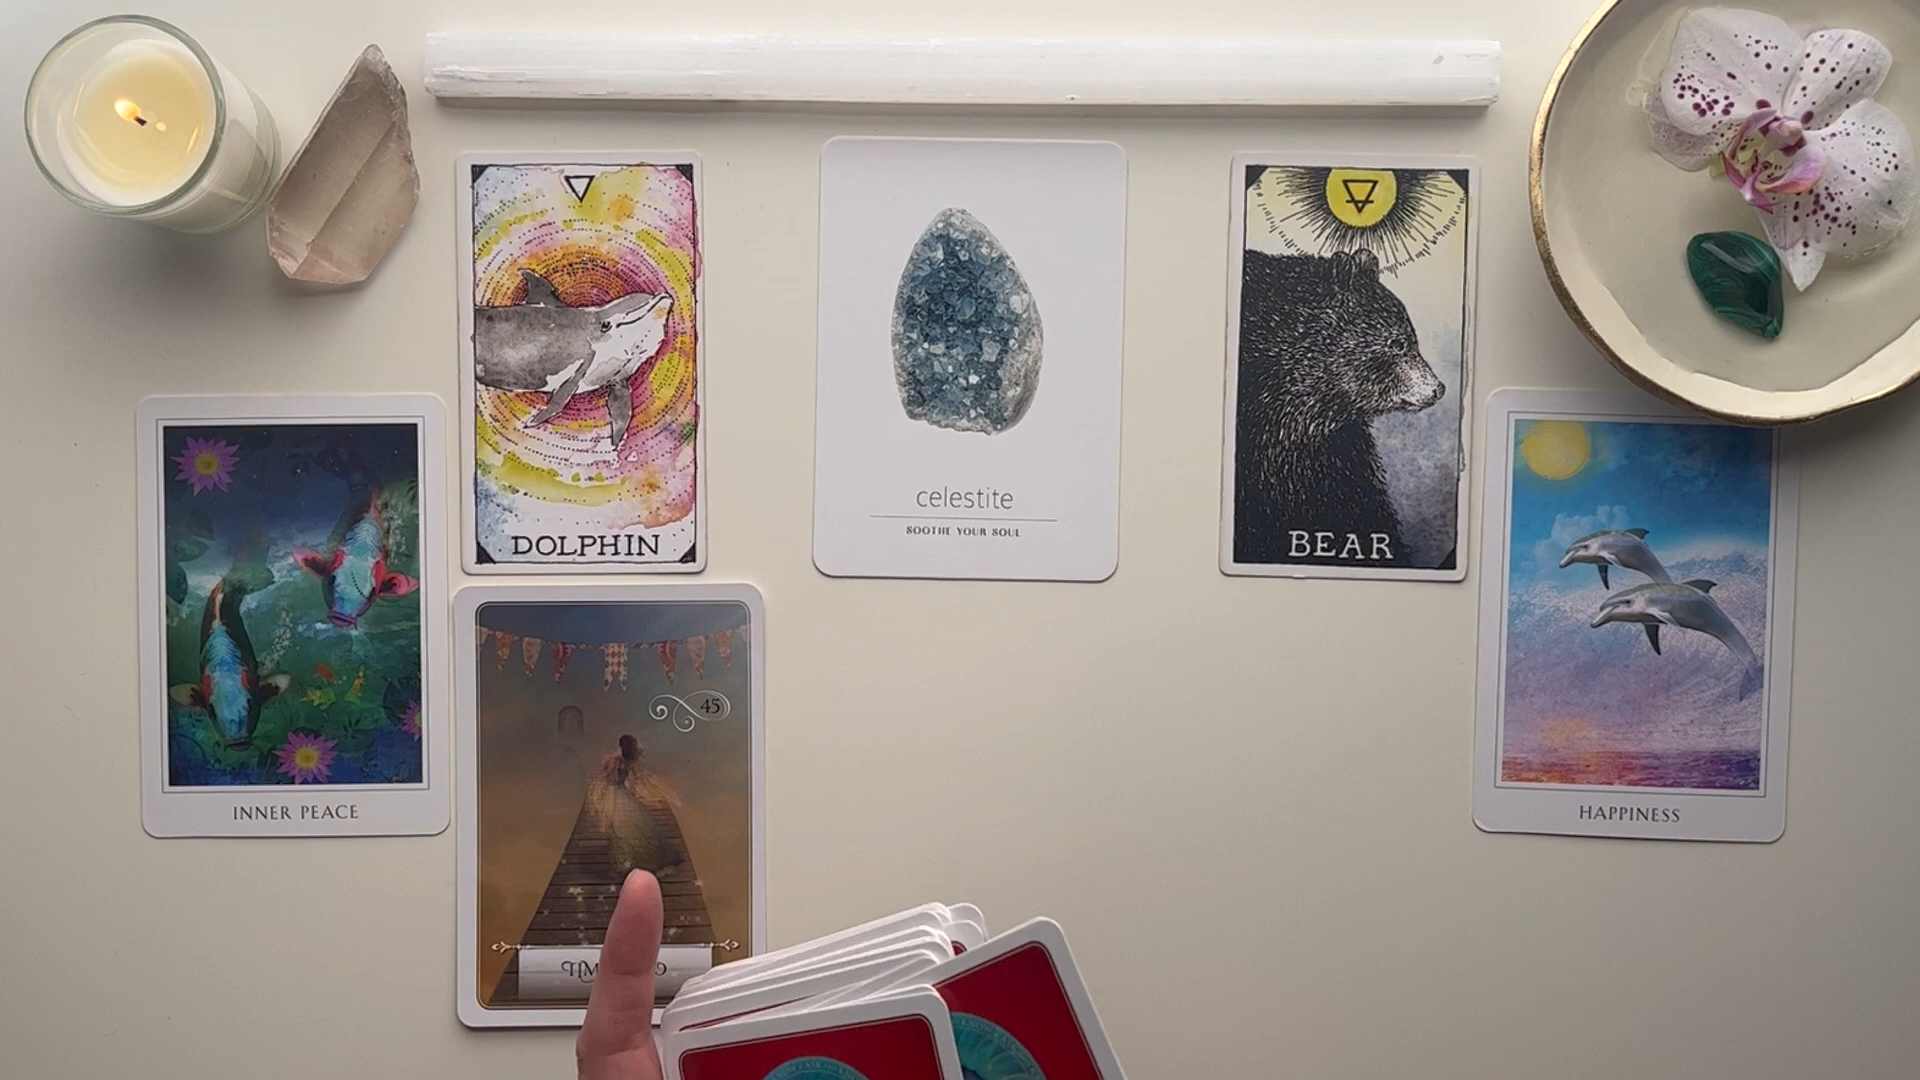 DOLPHIN
celestite
SOOTHE YOUR SOUL
BEAR
INNER PEACE
45
HAPPINESS